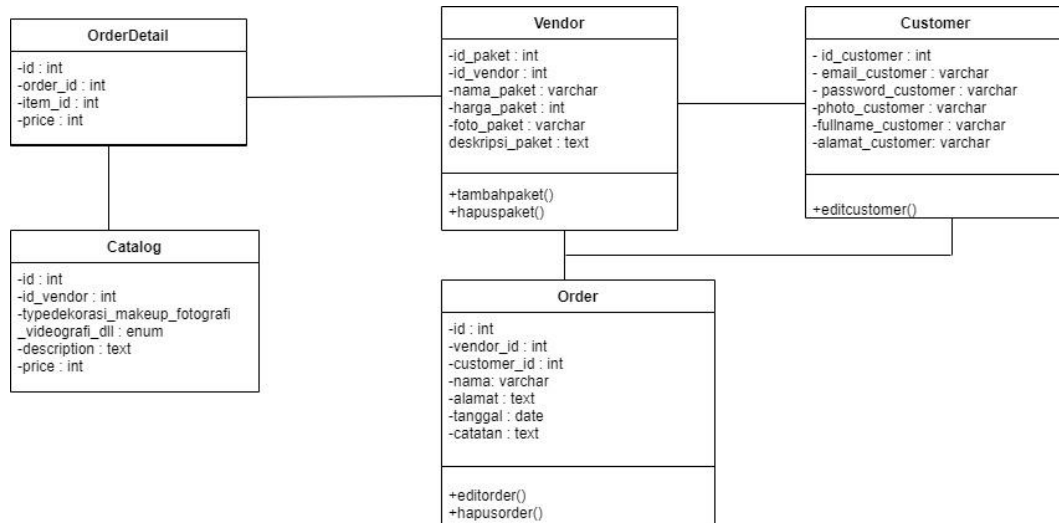 OrderDetail
-id : int
-order_id : int
-item_id : int
-price : int
Vendor
-id_paket : int
-id_vendor : int
-nama_paket : varchar
-harga_paket : int
-foto_paket : varchar
deskripsi_paket : text
+tambahpaket()
+hapuspaket()
Customer
- id_customer : int
- email_customer : varchar
- password_customer : varchar
-photo_customer : varchar
-fullname_customer : varchar
-alamat_customer: varchar
+editcustomer()
Catalog
-id : int
-id_vendor : int
-typedekorasi_makeup_fotografi
_videografi_dll : enum
-description : text
-price : int
Order
-id : int
-vendor_id : int
-customer_id : int
-nama: varchar
-alamat : text
-tanggal : date
-catatan : text
+editorder()
+hapusorder()